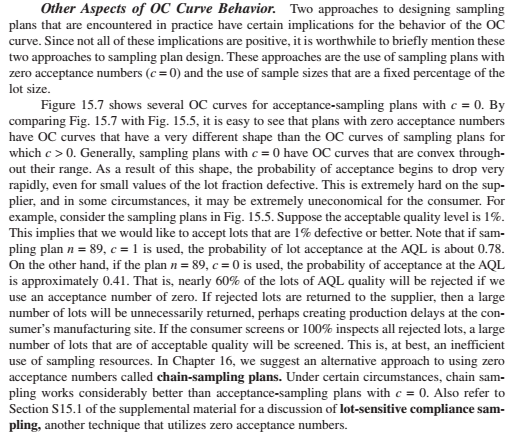 Other Aspects of OC Curve Behavior. Two approaches to designing sampling
plans that are encountered in practice have certain implications for the behavior of the OC
curve. Since not all of these implications are positive, it is worthwhile to briefly mention these
two approaches to sampling plan design. These approaches are the use of sampling plans with
zero acceptance numbers (c = 0) and the use of sample sizes that are a fixed percentage of the
lot size.
Figure 15.7 shows several OC curves for acceptance-sampling plans with c = 0. By
comparing Fig. 15.7 with Fig. 15.5, it is easy to see that plans with zero acceptance numbers
have OC curves that have a very different shape than the OC curves of sampling plans for
which c > 0. Generally, sampling plans with c = 0 have OC curves that are convex through-
out their range. As a result of this shape, the probability of acceptance begins to drop very
rapidly, even for small values of the lot fraction defective. This is extremely hard on the sup-
plier, and in some circumstances, it may be extremely uneconomical for the consumer. For
example, consider the sampling plans in Fig. 15.5. Suppose the acceptable quality level is 1%.
This implies that we would like to accept lots that are 1% defective or better. Note that if sam-
pling plan n = 89, c = 1 is used, the probability of lot acceptance at the AQL is about 0.78.
On the other hand, if the plan n = 89, c = 0 is used, the probability of acceptance at the AQL
is approximately 0.41. That is, nearly 60% of the lots of AQL quality will be rejected if we
use an acceptance number of zero. If rejected lots are returned to the supplier, then a large
number of lots will be unnecessarily returned, perhaps creating production delays at the con-
sumer's manufacturing site. If the consumer screens or 100% inspects all rejected lots, a large
number of lots that are of acceptable quality will be screened. This is, at best, an inefficient
use of sampling resources. In Chapter 16, we suggest an alternative approach to using zero
acceptance numbers called chain-sampling plans. Under certain circumstances, chain sam-
pling works considerably better than acceptance-sampling plans with c = 0. Also refer to
Section S15.1 of the supplemental material for a discussion of lot-sensitive compliance sam-
pling, another technique that utilizes zero acceptance numbers.